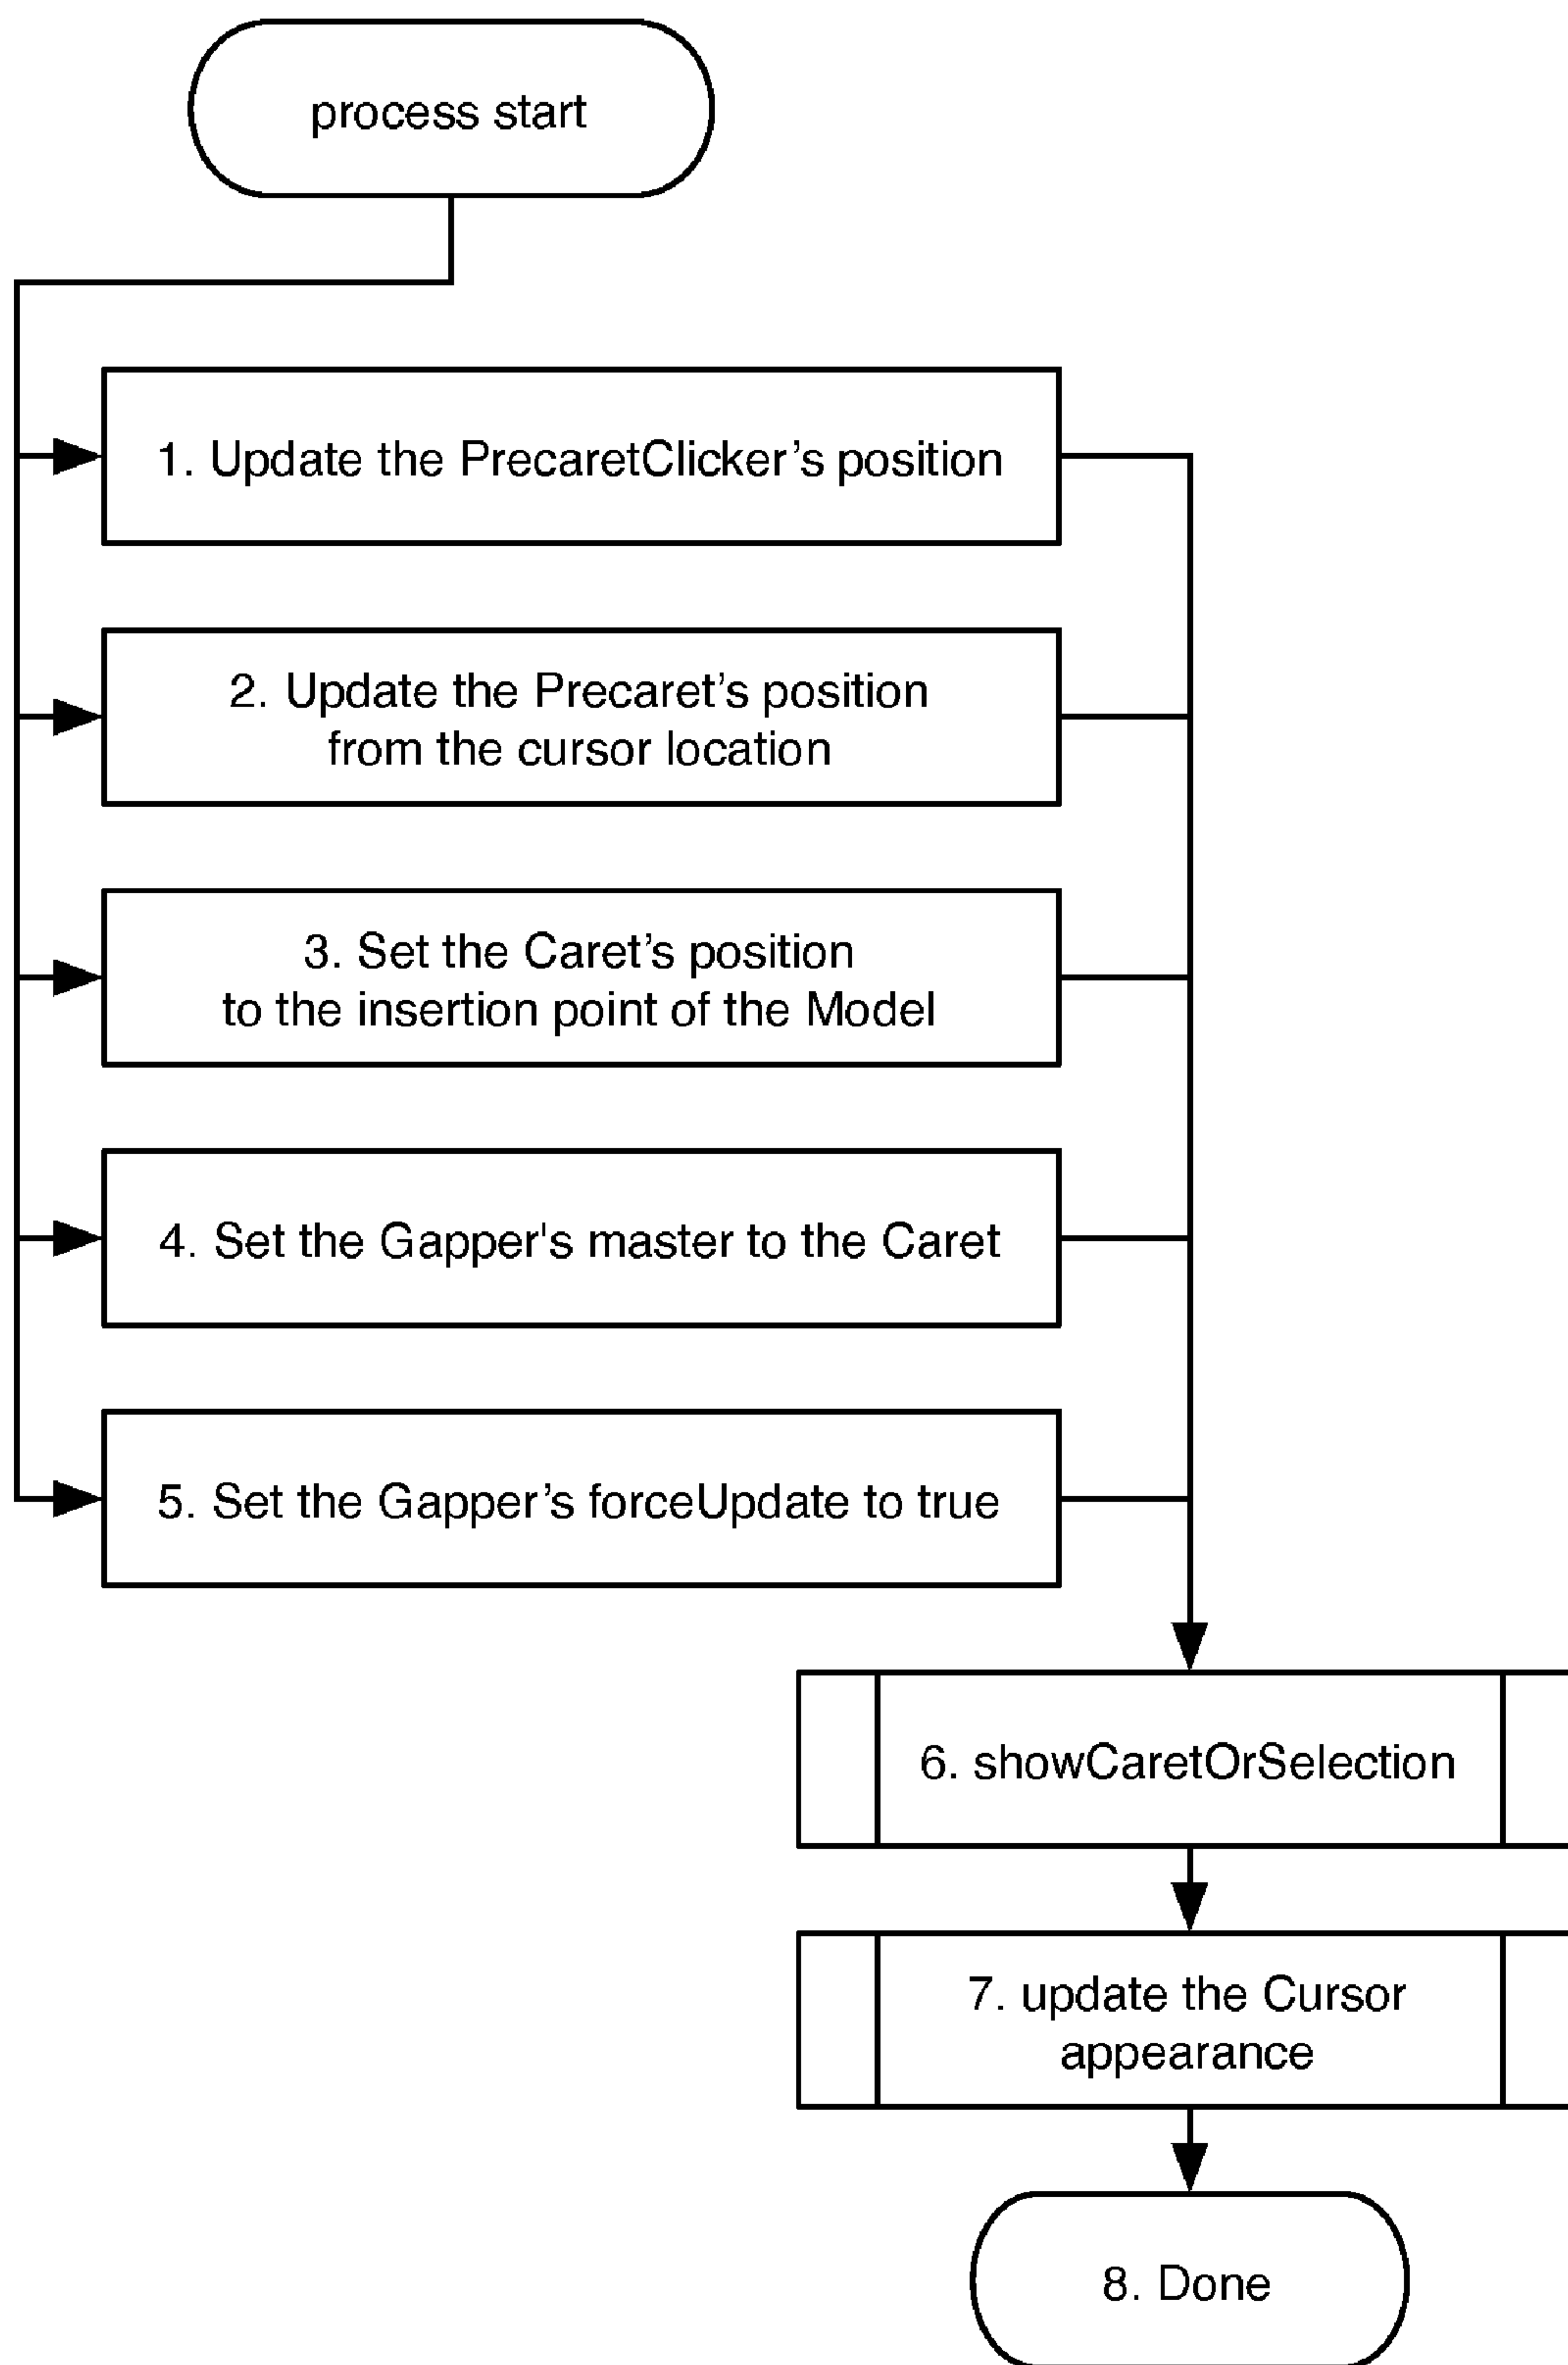 process start
1. Update the PrecaretClicker’s position
2. Update the Precaret’s position
from the cursor location
3. Set the Caret’s position
to the insertion point of the Model
4. Set the Gapper's master to the Caret
5. Set the Gapper’s forceUpdate to true
6. showCaretOrSelection
7. update the Cursor
appearance
8. Done